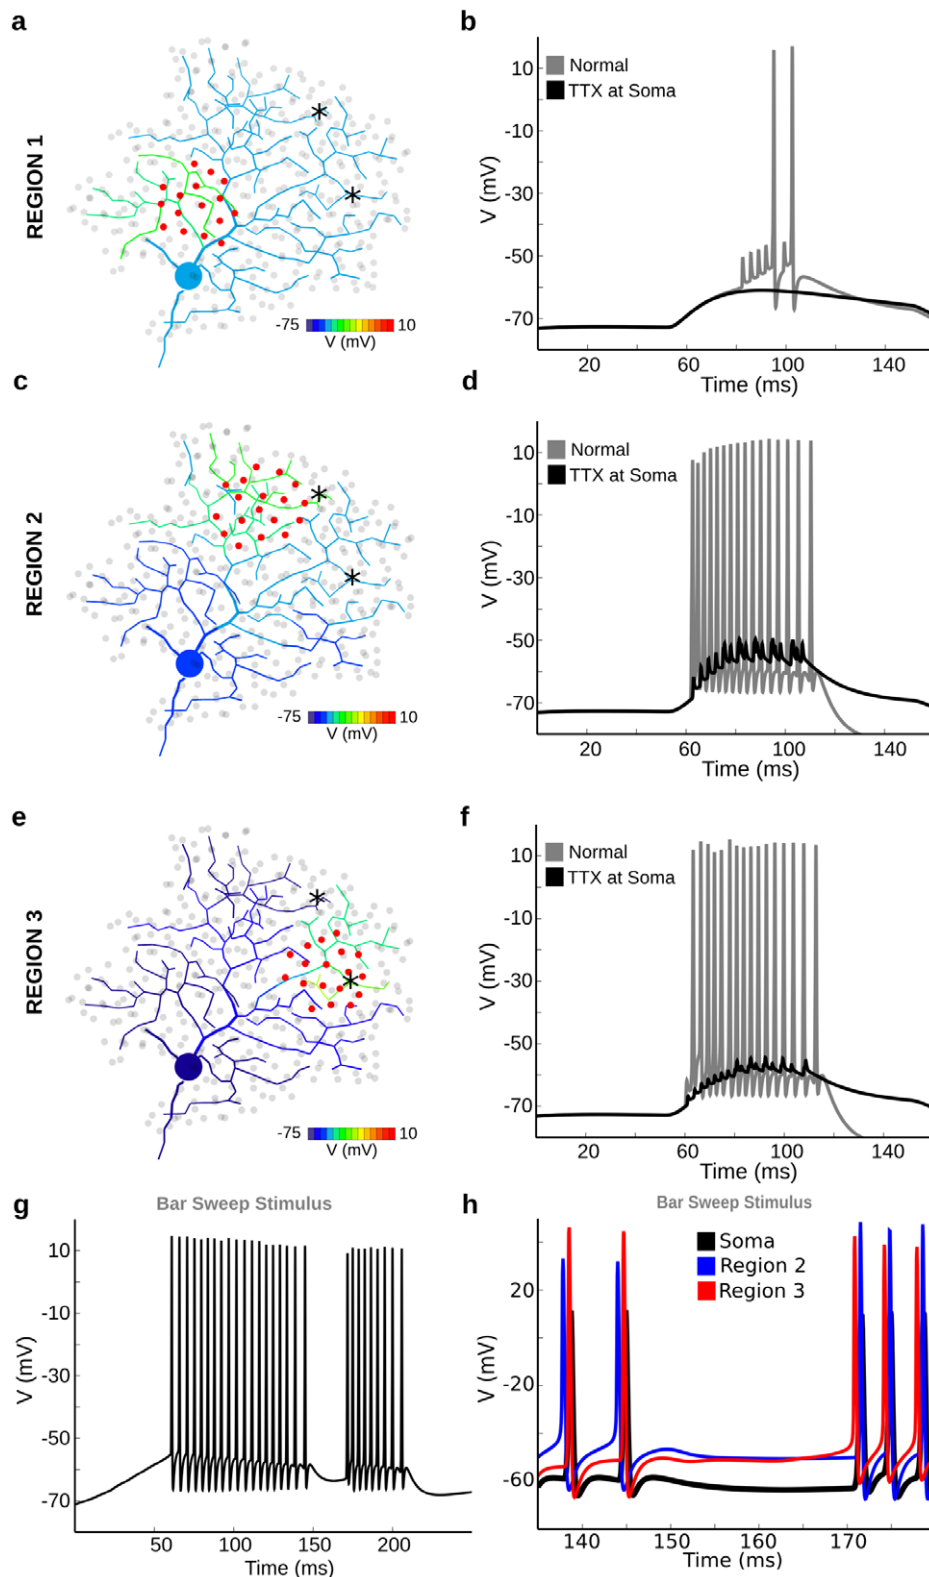 a
REGION 1
-75
10
V (mV)
b
Normal
TTX at Soma
10
-10
-30
-50
-70
V (mV)
20
60
100
140
Time (ms)
c
REGION 2
-75
10
V (mV)
d
Normal
TTX at Soma
10
-10
-30
-50
-70
V (mV)
20
60
100
140
Time (ms)
e
REGION 3
-75
10
V (mV)
f
Normal
TTX at Soma
10
-10
-30
-50
-70
V (mV)
20
60
100
140
Time (ms)
g
Bar Sweep Stimulus
10
-10
-30
-50
-70
V (mV)
50
100
150
200
Time (ms)
h
Bar Sweep Stimulus
Soma
Region 2
Region 3
20
-20
-60
V (mV)
140
150
170
Time (ms)